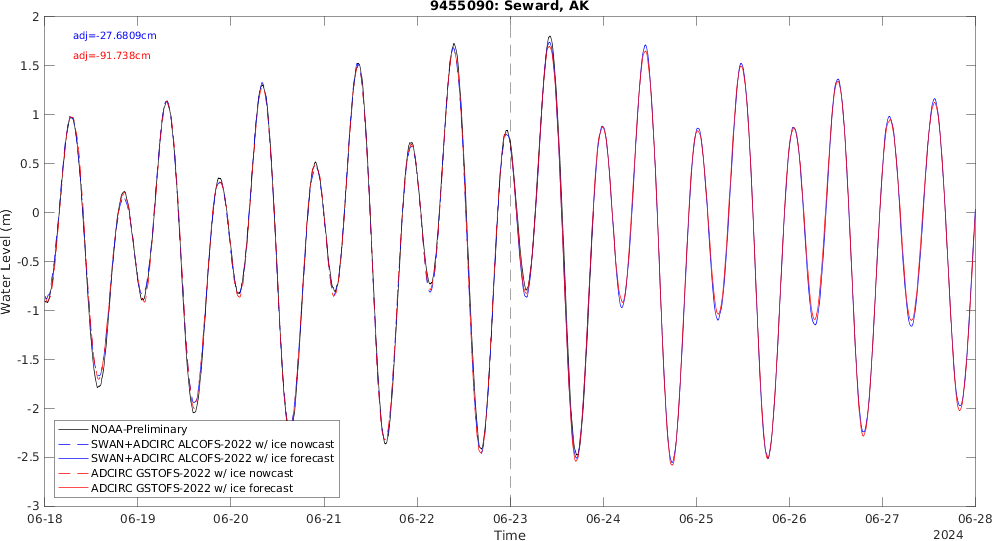 9455090: Seward, AK
adj=-27.6809cm
adj=-91.738cm
2
1.5
1
0.5
0
-0.5
-1
-1.5
-2
-2.5
-3
Water Level (m)
NOAA-Preliminary
SWAN+ADCIRC ALCOFS-2022 w/ ice nowcast
SWAN+ADCIRC ALCOFS-2022 w/ ice forecast
ADCIRC GSTOFS-2022 w/ ice nowcast
ADCIRC GSTOFS-2022 w/ ice forecast
06-18 06-19 06-20 06-21 06-22 06-23 06-24 06-25 06-26 06-27 06-28
Time
2024